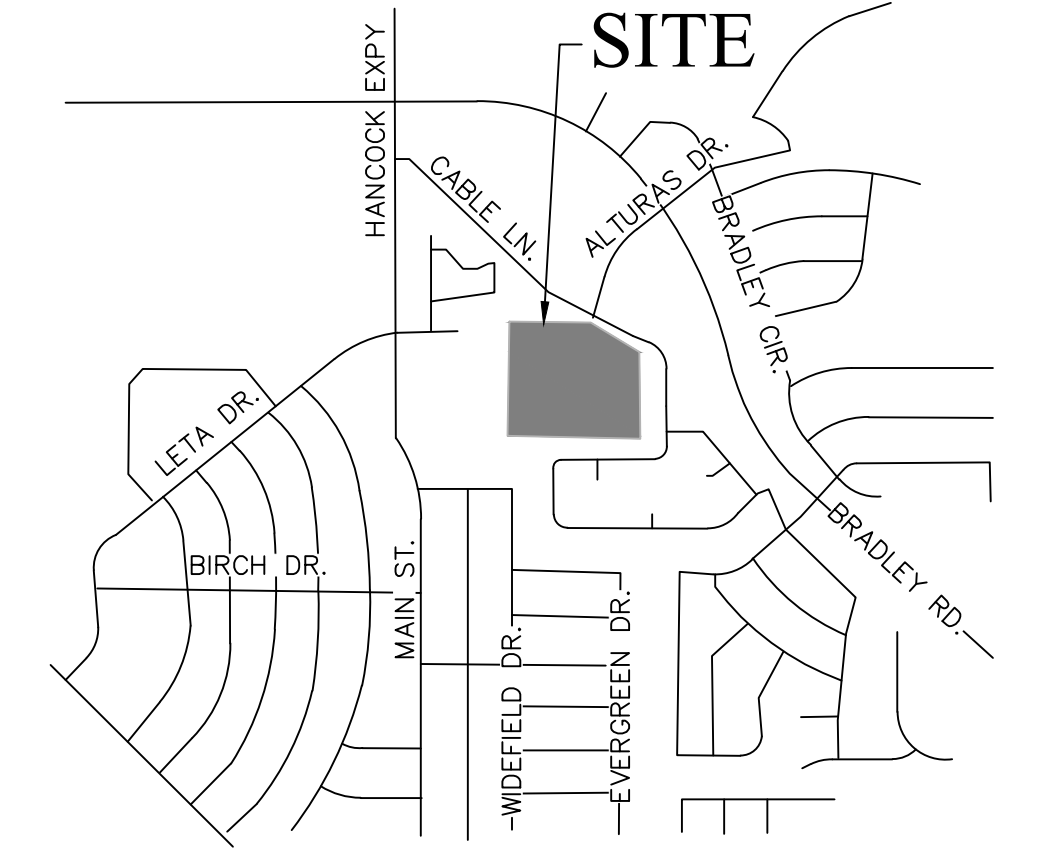 SITE
HANCOCK EXPY
CABLE LN.
ALTURAS DR.
BRADLEY CIR.
LETA DR.
BIRCH DR.
MAIN ST.
WIDEFIELD DR.
EVERGREEN DR.
BRADLEY RD.